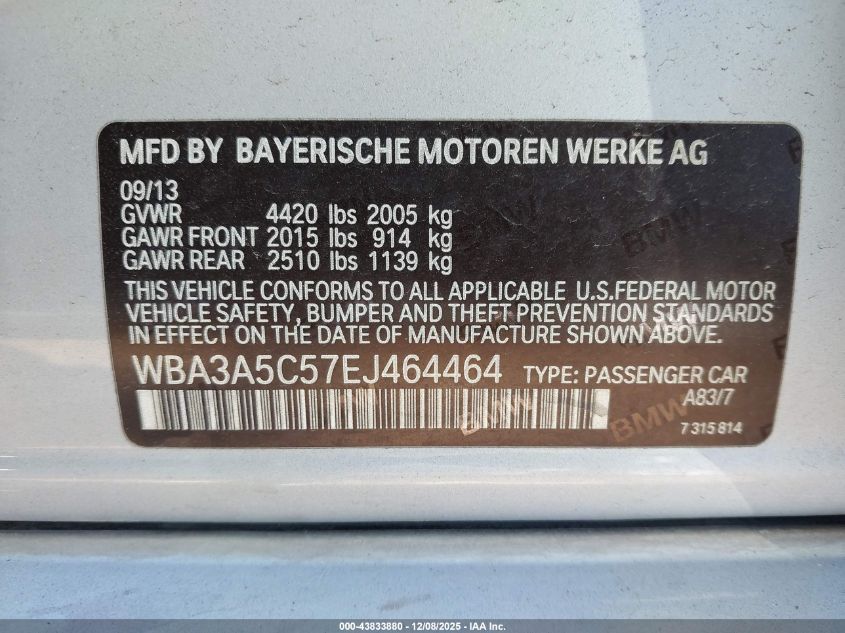 MFD BY BAYERISCHE MOTOREN WERKE AG
09/13
GVWR 4420 lbs 2005 kg
GAWR FRONT 2015 lbs 914 kg
GAWR REAR 2510 lbs 1139 kg
THIS VEHICLE CONFORMS TO ALL APPLICABLE U.S.FEDERAL MOTOR
VEHICLE SAFETY, BUMPER AND THEFT PREVENTION STANDARDS
IN EFFECT ON THE DATE OF MANUFACTURE SHOWN ABOVE.
WBA3A5C57EJ464464 TYPE: PASSENGER CAR
A83/7
7 315 814
BMW
BMW
BMW
000-43833880 - 12/08/2025 - IAA Inc.